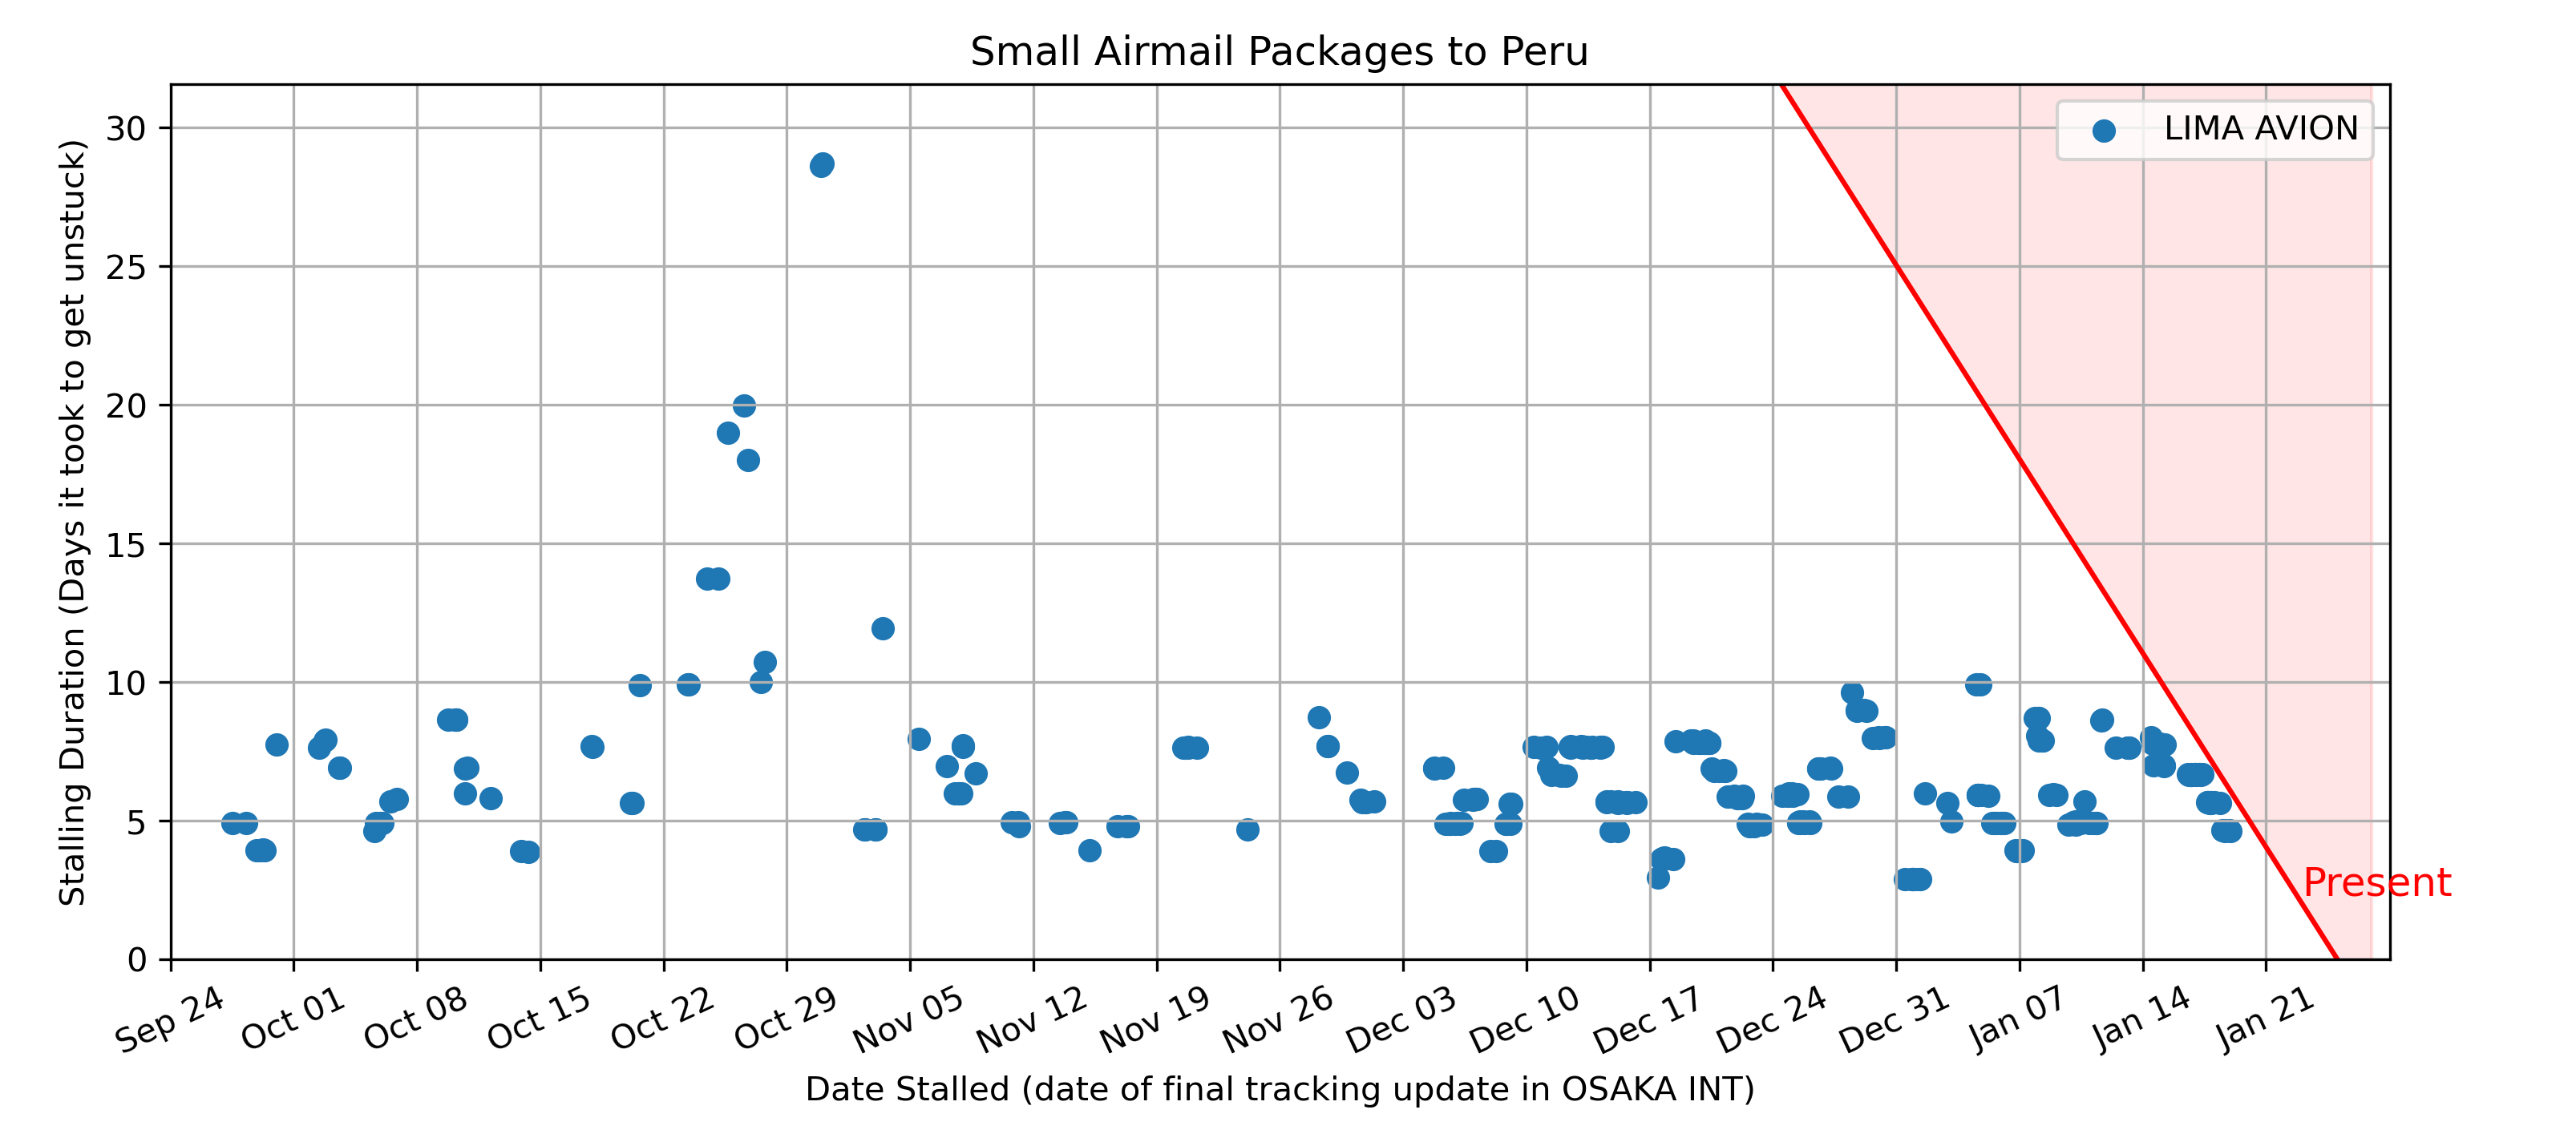 Small Airmail Packages to Peru
LIMA AVION
Stalling Duration (Days it took to get unstuck)
30
25
20
15
10
5
0
Present
Sep 24
Oct 01
Oct 08
Oct 15
Oct 22
Oct 29
Nov 05
Nov 12
Nov 19
Nov 26
Dec 03
Dec 10
Dec 17
Dec 24
Dec 31
Jan 07
Jan 14
Jan 21
Date Stalled (date of final tracking update in OSAKA INT)